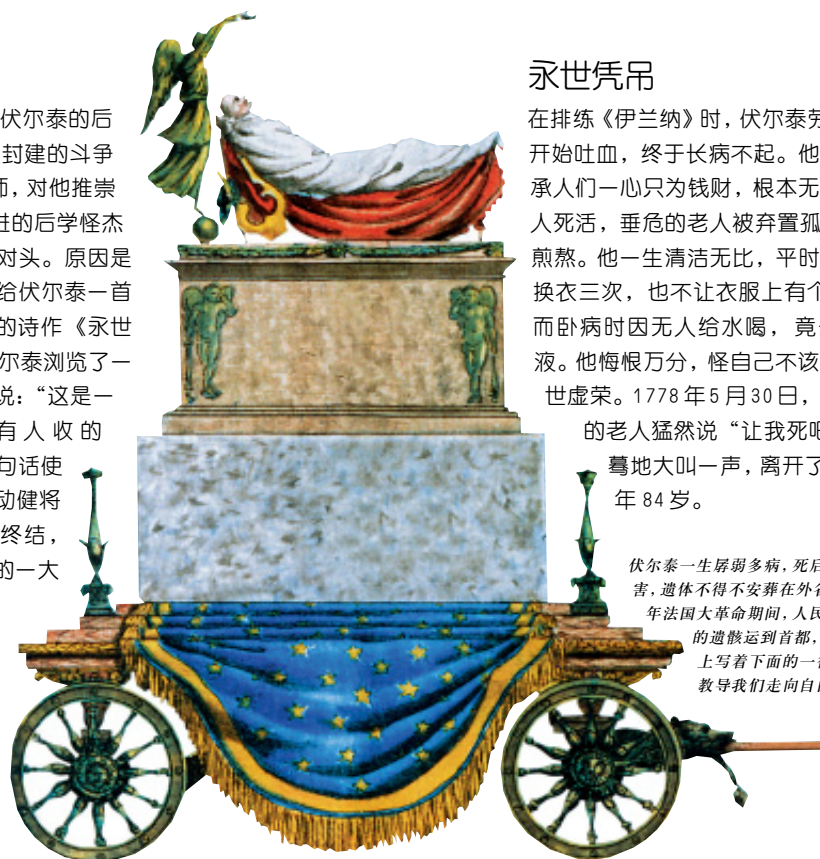 伏尔泰的后
封建的斗争
师，对他推崇
进的后学怪杰
对头。原因是
给伏尔泰一首
的诗作《永世
尔泰浏览了一
说：“这是一
有人收的
句话使
动健将
终结，
的一大
永世凭吊
在排练《伊兰纳》时，伏尔泰劳
开始吐血，终于长病不起。他
承人们一心只为钱财，根本无
人死活，垂危的老人被弃置孤
煎熬。他一生清洁无比，平时
换衣三次，也不让衣服上有个
而卧病时因无人给水喝，竟
液。他悔恨万分，怪自己不该
世虚荣。1778年5月30日，
的老人猛然说“让我死吧
蓦地大叫一声，离开了
年84岁。
伏尔泰一生孱弱多病，死后
害，遗体不得不安葬在外省
年法国大革命期间，人民
的遗骸运到首都，
上写着下面的一
教导我们走向自